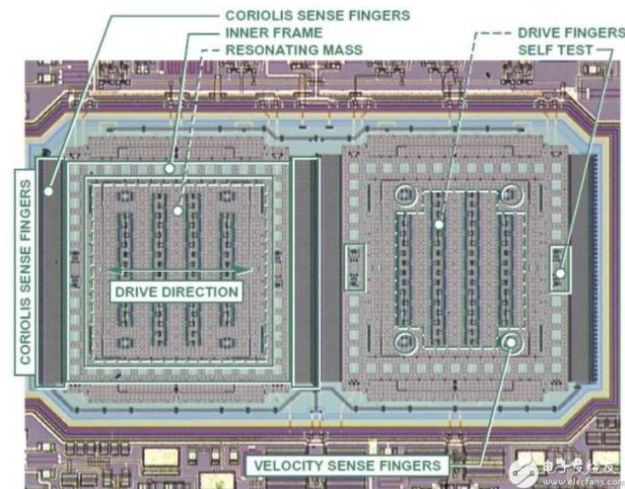 CORIOLIS SENSE FINGERS
INNER FRAME
RESONATING MASS
DRIVE FINGERS
SELF TEST
CORIOLIS SENSE FINGERS
DRIVE DIRECTION
VELOCITY SENSE FINGERS
电子发烧友
www.elecfans.com